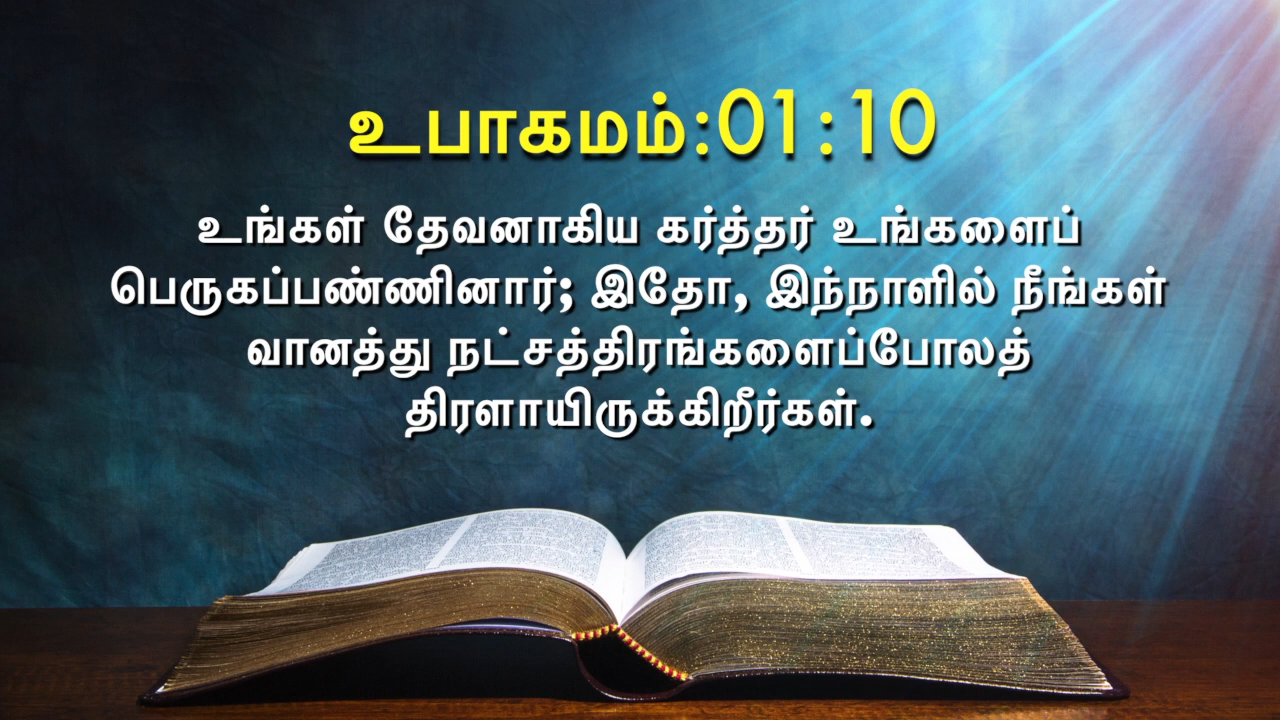 உபாகமம்:01:10
உங்கள் தேவனாகிய கர்த்தர் உங்களைப்
பெருகப்பண்ணினார்; இதோ, இந்நாளில் நீங்கள்
வானத்து நட்சத்திரங்களைப்போலத்
திரளாயிருக்கிறீர்கள்.